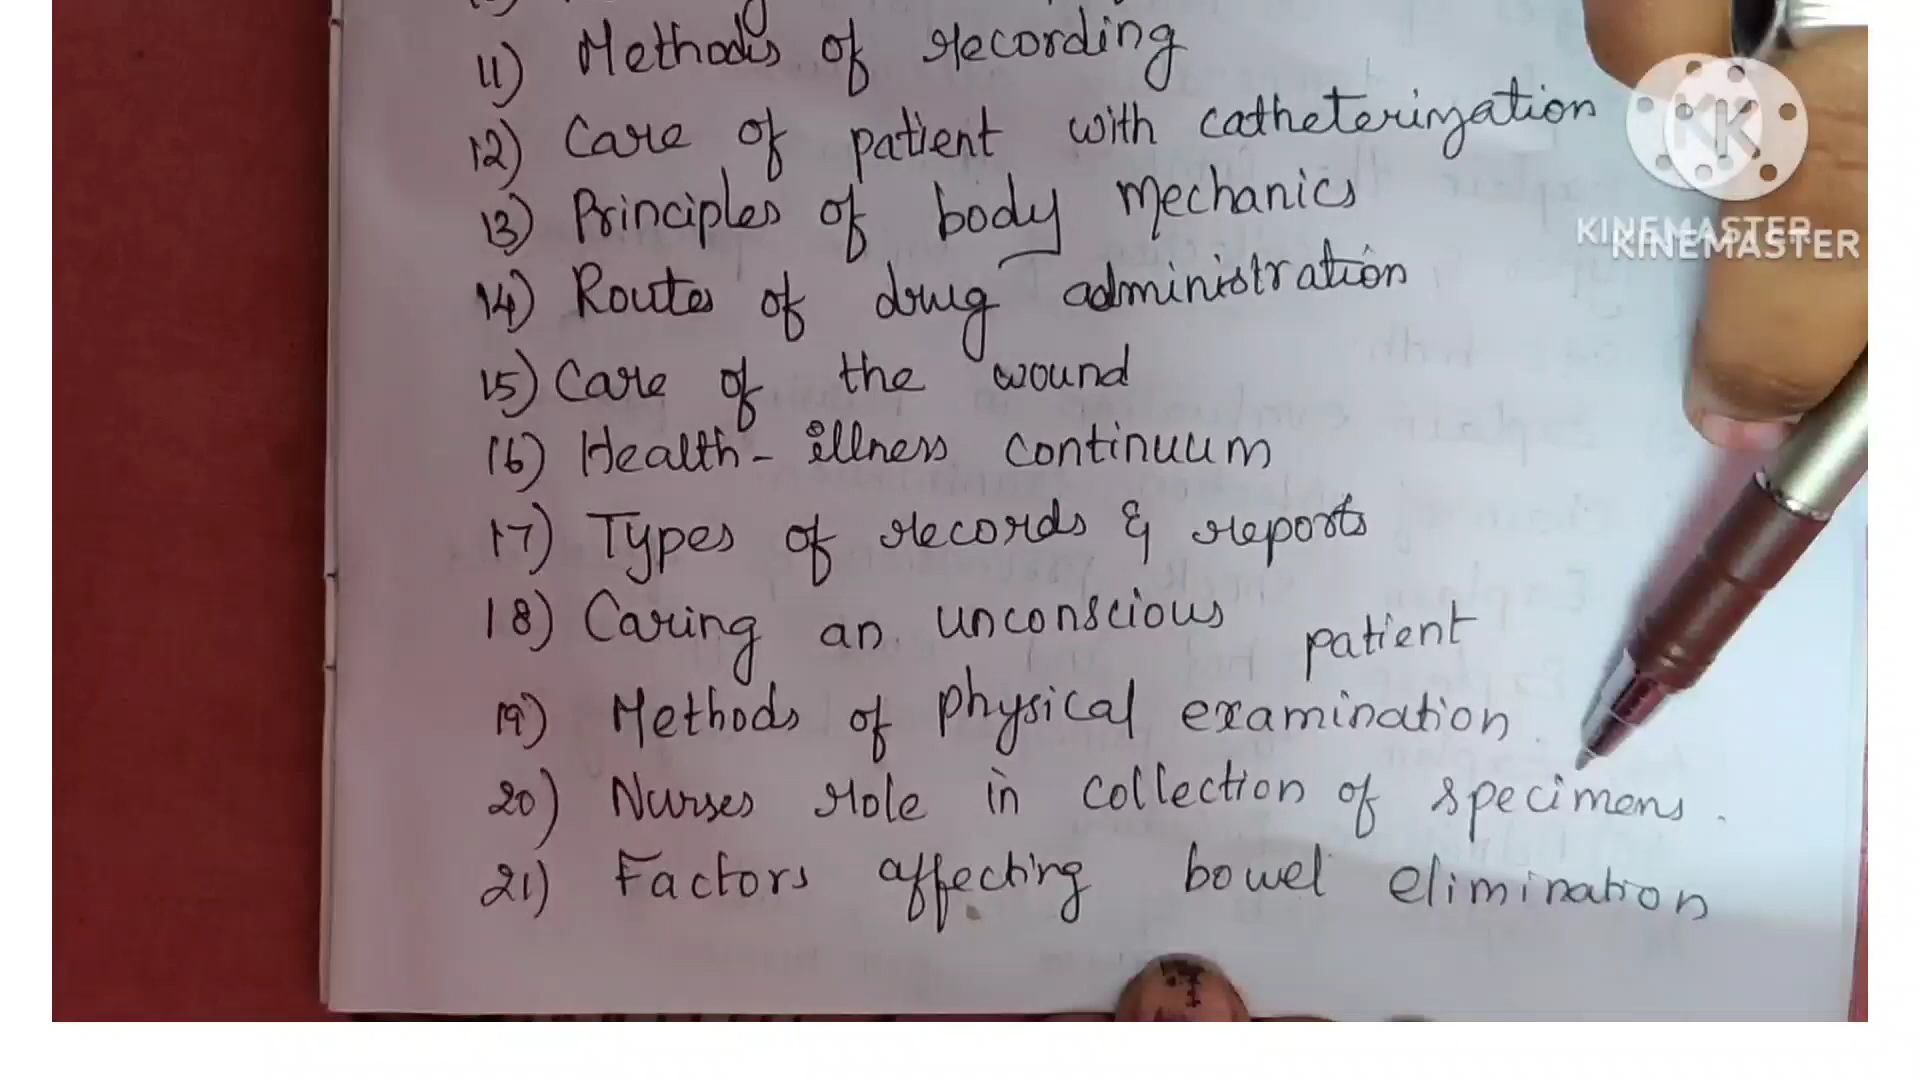 11) Methods of recording
12) Care of patient with catheterization
13) Principles of body mechanics
14) Routes of drug administration
15) Care of the wound
16) Health - illness continuum
17) Types of records & reports
18) Caring an unconscious patient
19) Methods of physical examination
20) Nurses role in collection of specimens.
21) Factors affecting bowel elimination
KK
KINEMASTER
KINEMASTER